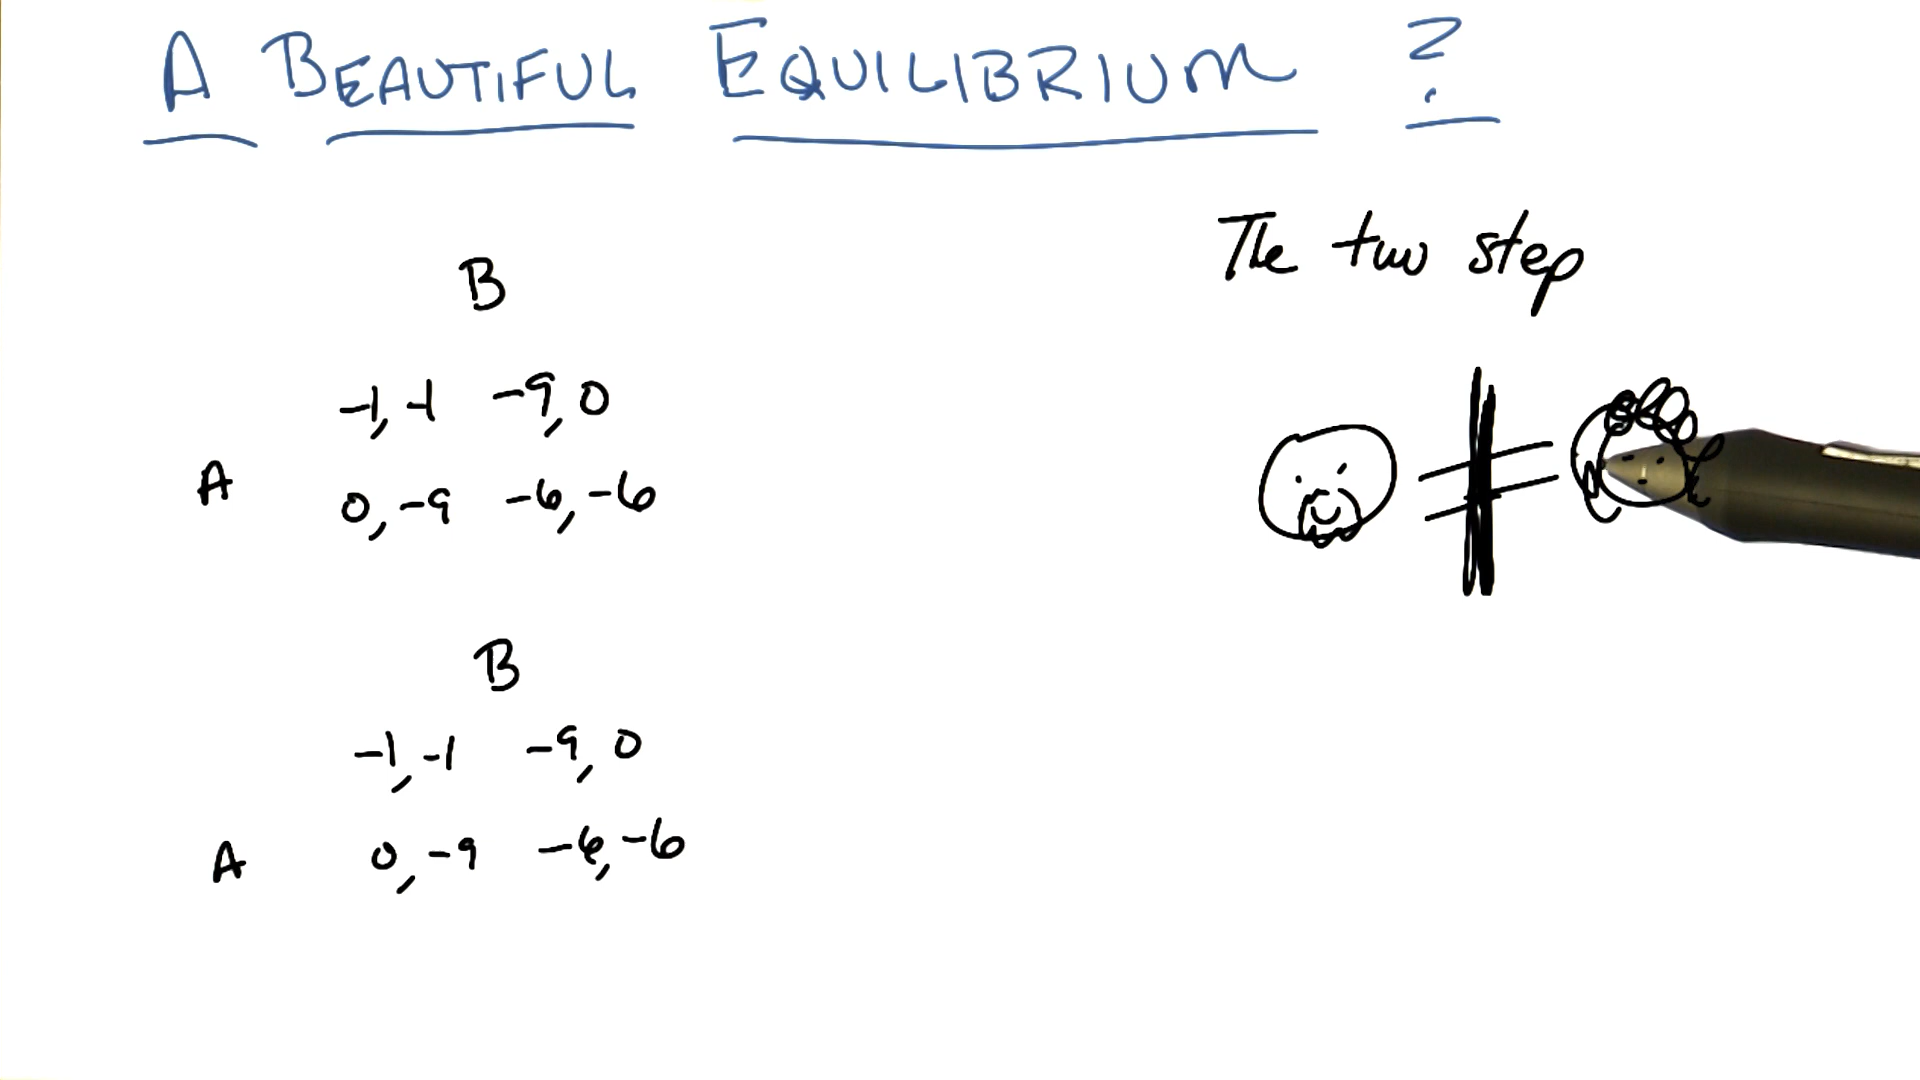 A BEAUTIFUL EQUILIBRIUM ?
The two step
B
-1, -1 -9, 0
A
0, -9 -6, -6
B
-1, -1 -9, 0
A 0, -9 -6, -6